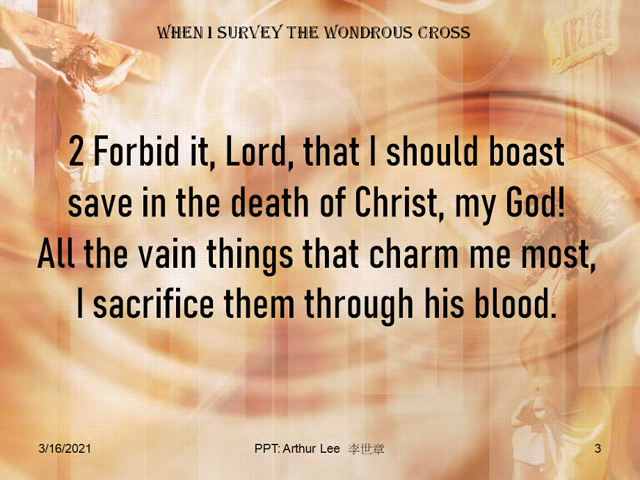 WHEN I SURVEY THE WONDROUS CROSS
2 Forbid it, Lord, that I should boast
save in the death of Christ, my God!
All the vain things that charm me most,
I sacrifice them through his blood.
3/16/2021 PPT: Arthur Lee 李世章 3